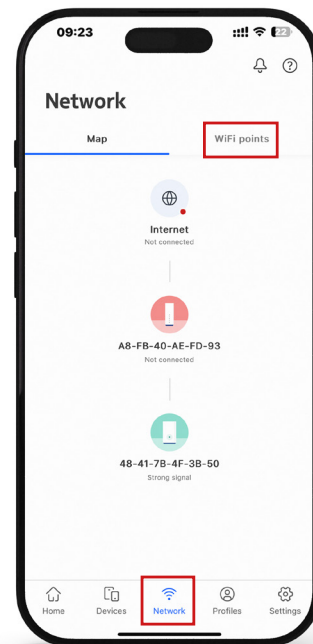 09:23
22
Network
Map
WiFi points
Internet
Not connected
A8-FB-40-AE-FD-93
Not connected
48-41-7B-4F-3B-50
Strong signal
Home Devices Network Profiles Settings